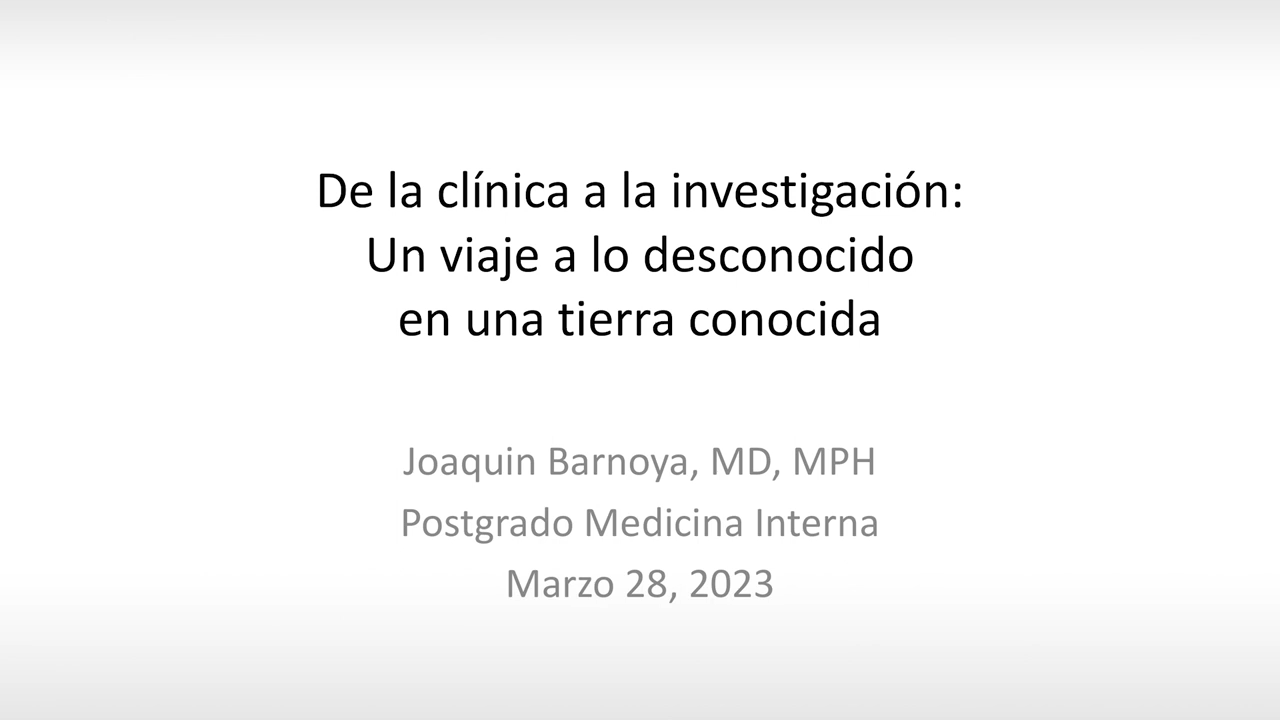 De la clínica a la investigación:
Un viaje a lo desconocido
en una tierra conocida
Joaquin Barnoya, MD, MPH
Postgrado Medicina Interna
Marzo 28, 2023